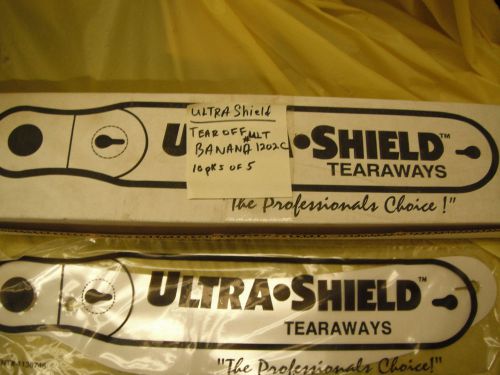 ULTRA Shield
TEAR OFF MLT
BANANA 1202C
10 PKS OF 5
ULTRA•SHIELD™
TEARAWAYS
"The Professionals Choice!"
ULTRA•SHIELD™
TEARAWAYS
"The Professionals Choice!"